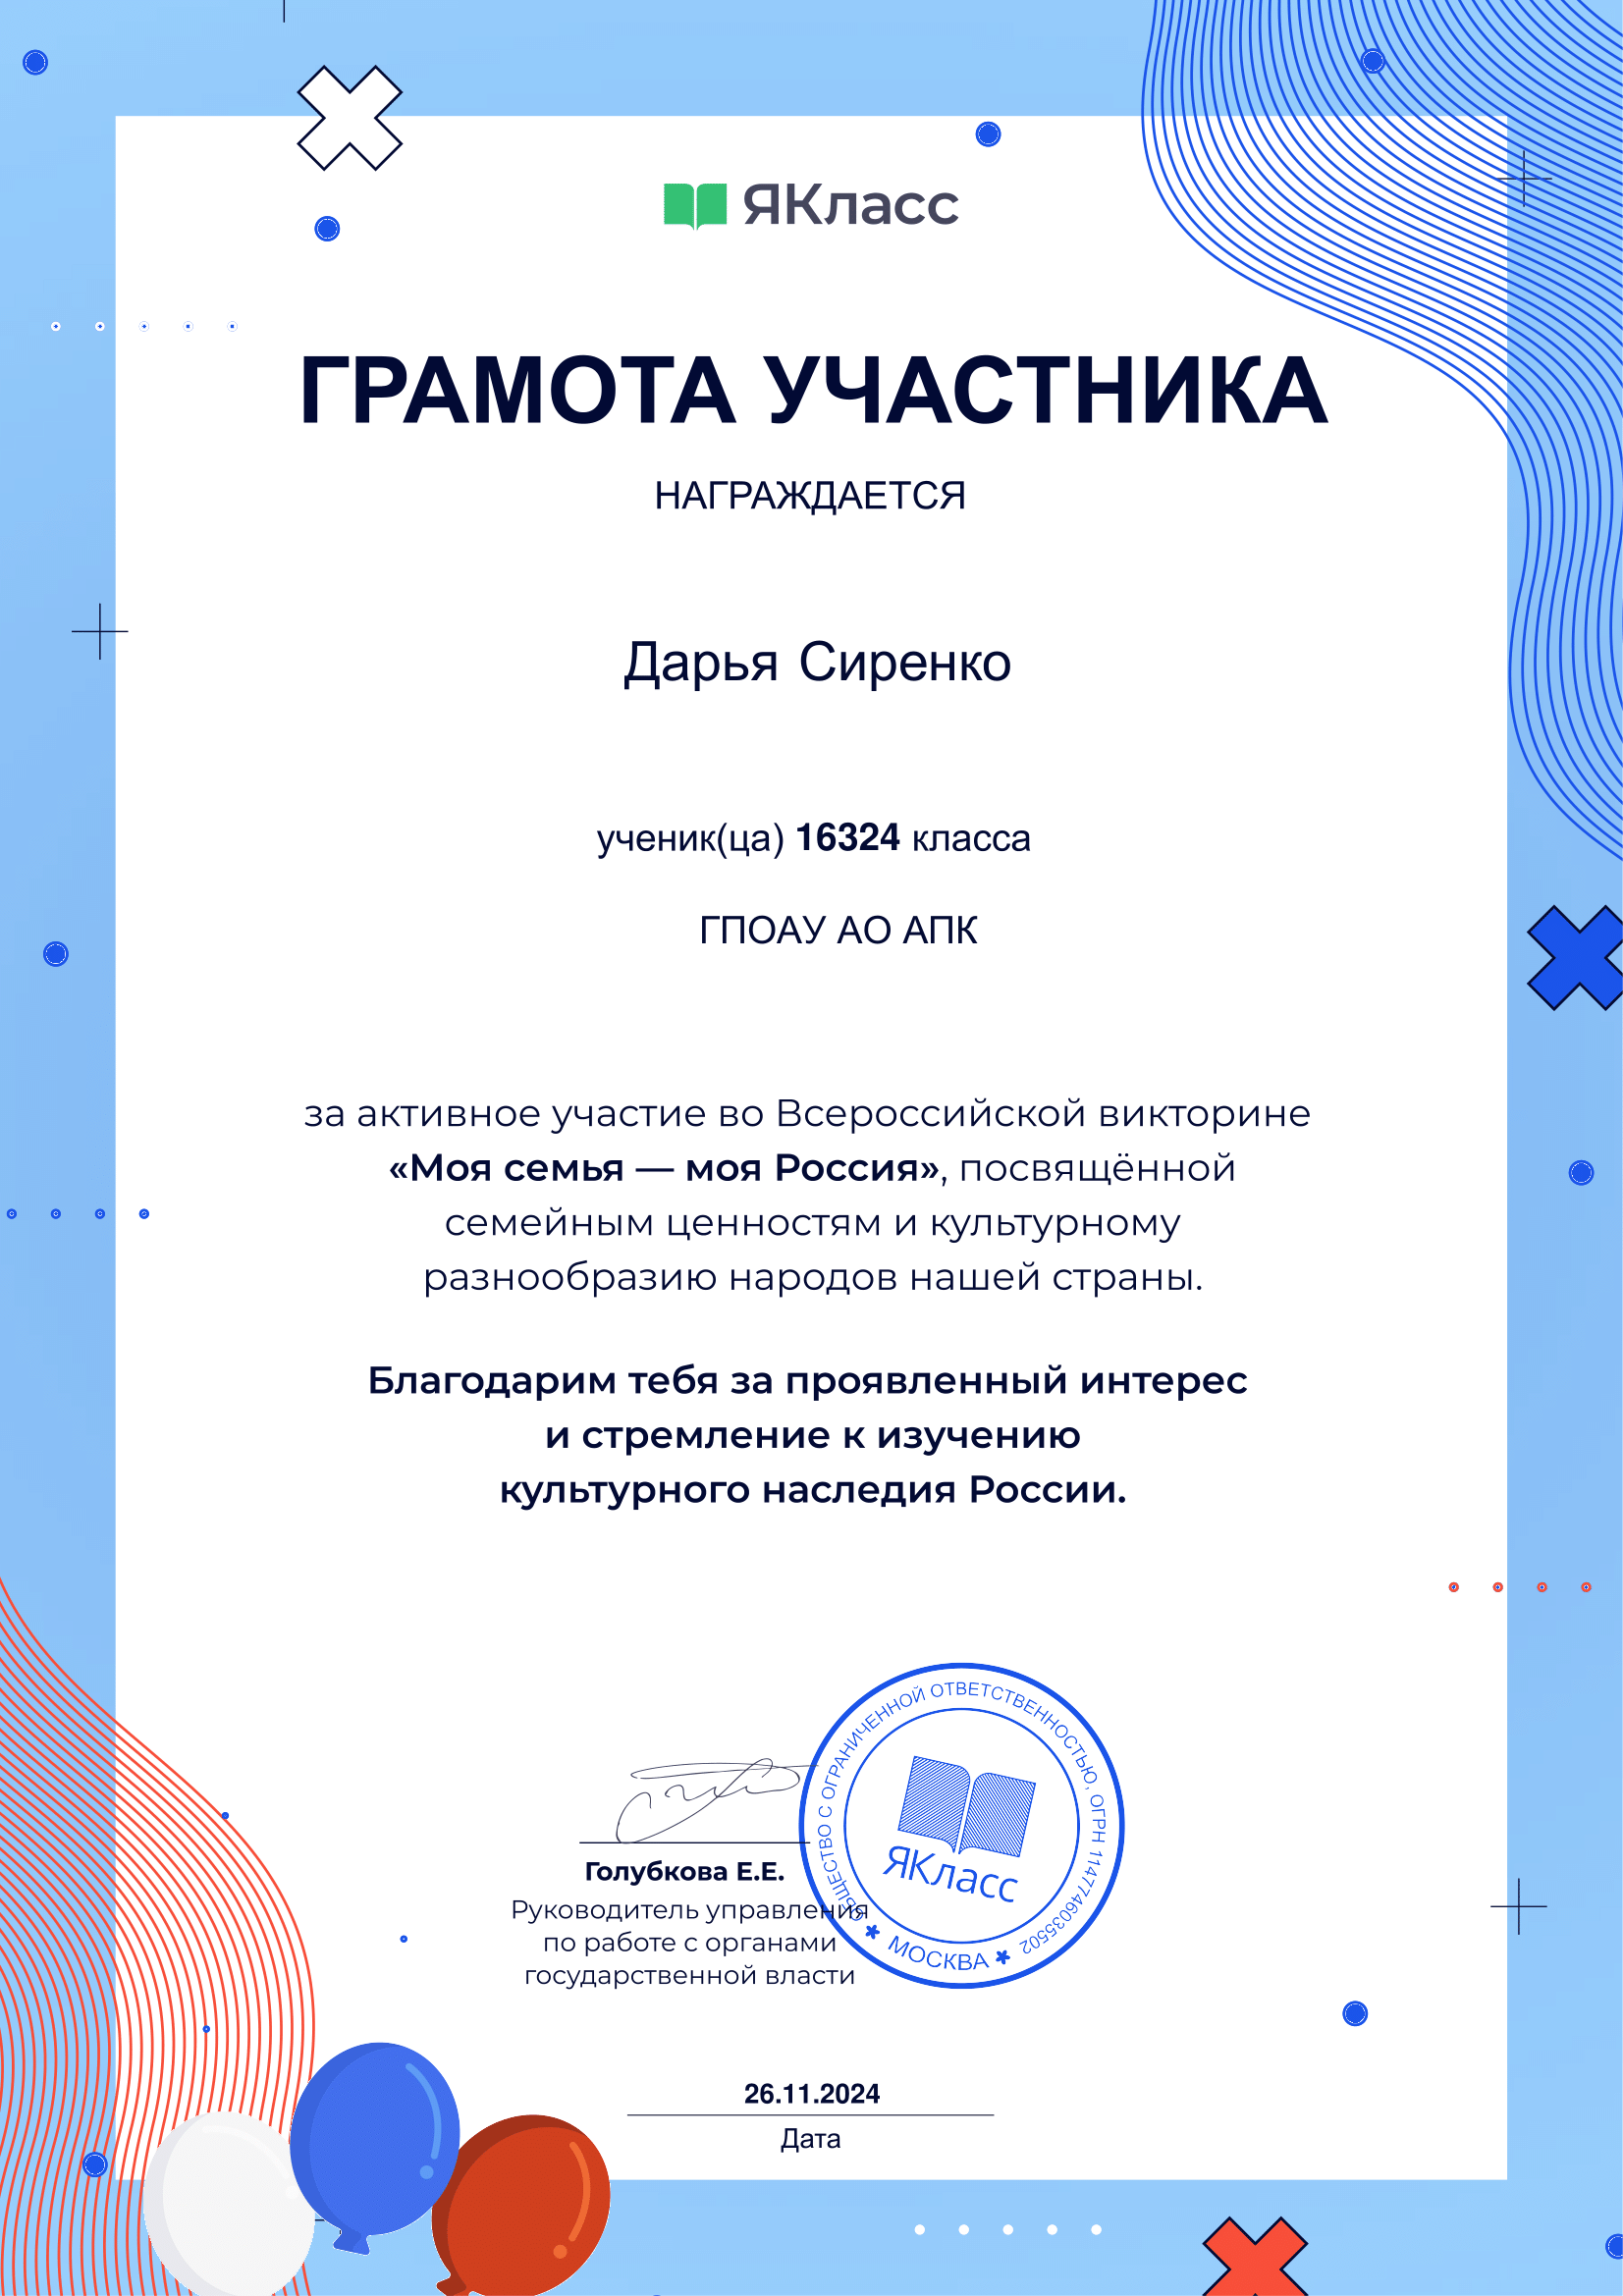 ЯКласс
ГРАМОТА УЧАСТНИКА
НАГРАЖДАЕТСЯ
Дарья Сиренко
ученик(ца) 16324 класса
ГПОАУ АО АПК
за активное участие во Всероссийской викторине
«Моя семья — моя Россия», посвящённой
семейным ценностям и культурному
разнообразию народов нашей страны.
Благодарим тебя за проявленный интерес
и стремление к изучению
культурного наследия России.
ОБЩЕСТВО С ОГРАНИЧЕННОЙ ОТВЕТСТВЕННОСТЬЮ, ОГРН 1147746035502
ЯКласс
МОСКВА
Голубкова Е.Е.
Руководитель управления
по работе с органами
государственной власти
26.11.2024
Дата